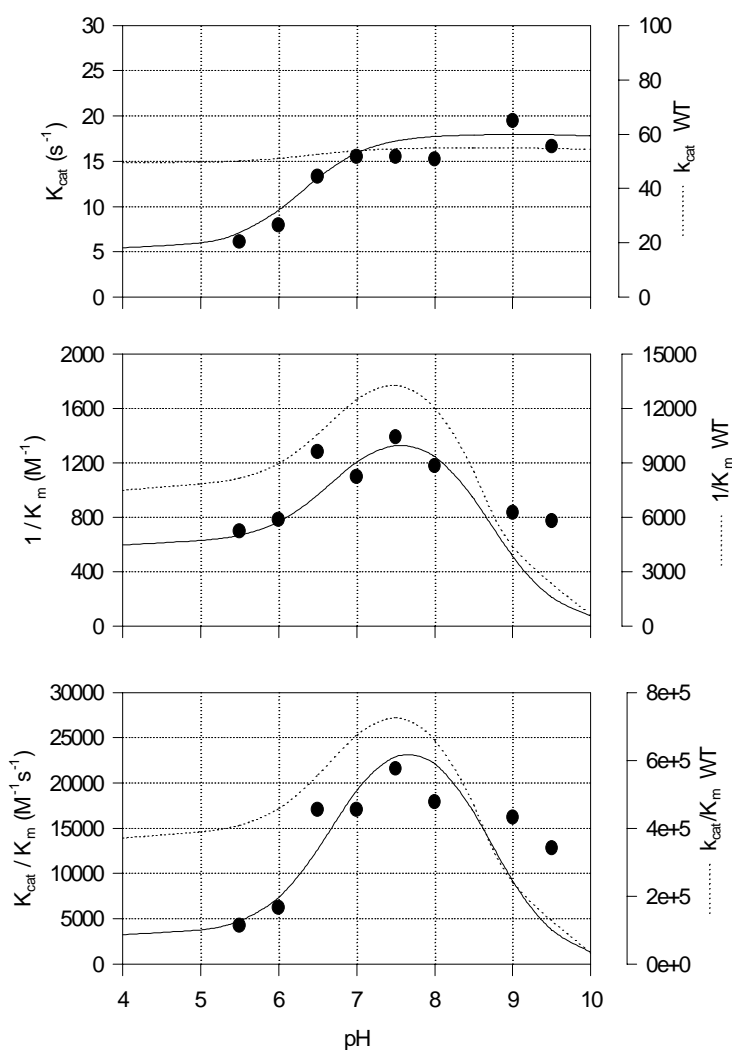 30
25
20
15
10
5
0
K_cat (s^-1)
100
80
60
40
20
0
k_cat WT
2000
1600
1200
800
400
0
1 / K_m (M^-1)
15000
12000
9000
6000
3000
0
1/K_m WT
30000
25000
20000
15000
10000
5000
0
K_cat / K_m (M^-1s^-1)
8e+5
6e+5
4e+5
2e+5
0e+0
k_cat/K_m WT
4 5 6 7 8 9 10
pH